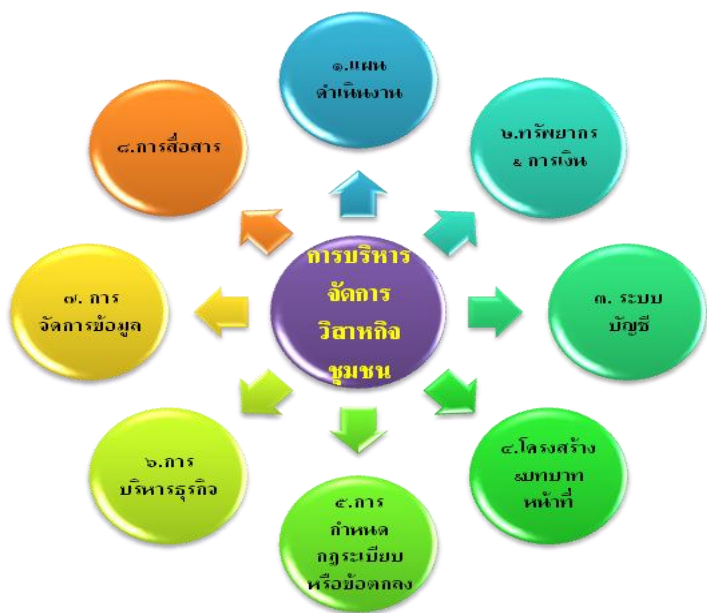 ๑.แผน
ดำเนินงาน
๒.ทรัพยากร
& การเงิน
๓. ระบบ
บัญชี
๔.โครงสร้าง
&บทบาท
หน้าที่
๕.การ
กำหนด
กฎระเบียบ
หรือข้อตกลง
๖.การ
บริหารธุรกิจ
๗. การ
จัดการข้อมูล
๘.การสื่อสาร
การบริหาร
จัดการ
วิสาหกิจ
ชุมชน